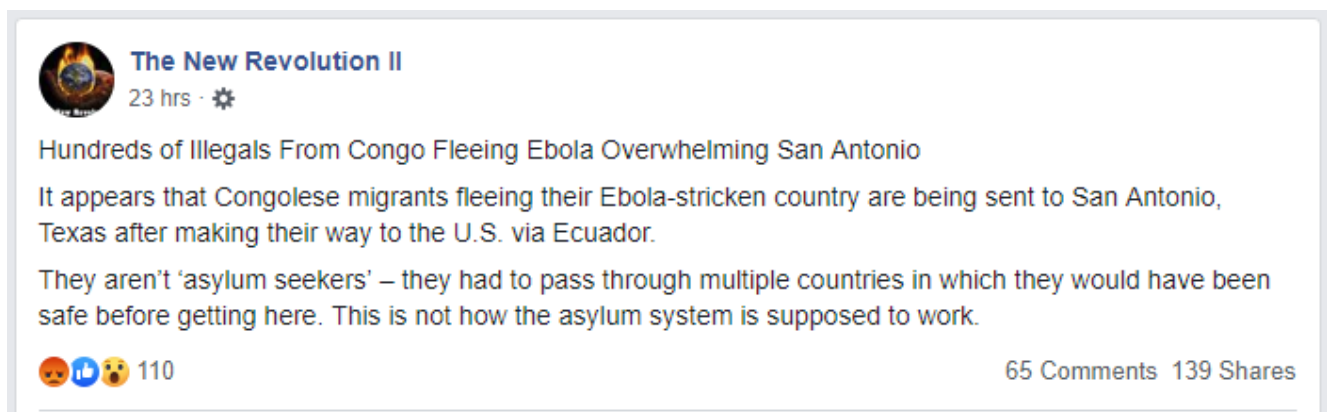 The New Revolution II
23 hrs ·
Hundreds of Illegals From Congo Fleeing Ebola Overwhelming San Antonio
It appears that Congolese migrants fleeing their Ebola-stricken country are being sent to San Antonio,
Texas after making their way to the U.S. via Ecuador.
They aren't ‘asylum seekers’ – they had to pass through multiple countries in which they would have been
safe before getting here. This is not how the asylum system is supposed to work.
110
65 Comments 139 Shares